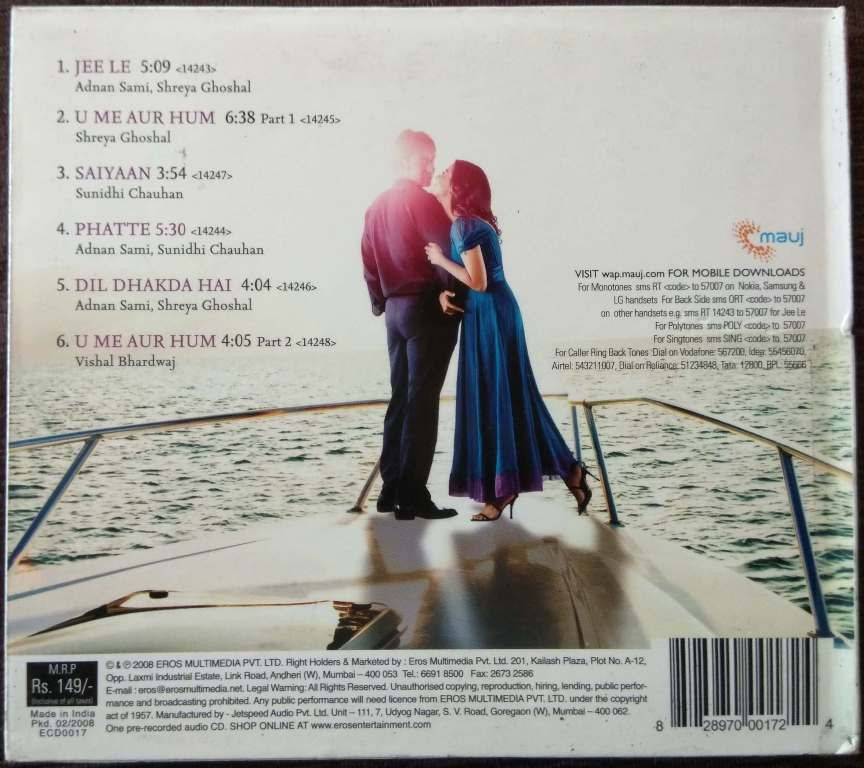 1. JEE LE 5:09 <14243>
Adnan Sami, Shreya Ghoshal
2. U ME AUR HUM 6:38 Part 1 <14245>
Shreya Ghoshal
3. SAIYAAN 3:54 <14247>
Sunidhi Chauhan
4. PHATTE 5:30 <14244>
Adnan Sami, Sunidhi Chauhan
5. DIL DHAKDA HAI 4:04 <14246>
Adnan Sami, Shreya Ghoshal
6. U ME AUR HUM 4:05 Part 2 <14248>
Vishal Bhardwaj
mauj
VISIT wap.mauj.com FOR MOBILE DOWNLOADS
For Monotones sms RT <code> to 57007 on Nokia, Samsung &
LG handsets For Back Side sms ORT <code> to 57007
on other handsets e.g. sms RT 14243 to 57007 for Jee Le
For Polytones sms POLY <code> to 57007
For Singtones sms SING <code> to 57007
For Caller Ring Back Tones :Dial on Vodafone: 567200, Idea: 55456070,
Airtel: 543211007, Dial on Reliance: 51234848, Tata: 12800, BPL: 55666
M.R.P
Rs. 149/-
(Inclusive of all taxes)
Made in India
Pkd. 02/2008
ECD0017
© & ℗ 2008 EROS MULTIMEDIA PVT. LTD. Right Holders & Marketed by : Eros Multimedia Pvt. Ltd. 201, Kailash Plaza, Plot No. A-12,
Opp. Laxmi Industrial Estate, Link Road, Andheri (W), Mumbai – 400 053 Tel.: 6691 8500 Fax: 2673 2586
E-mail : eros@erosmultimedia.net. Legal Warning: All Rights Reserved. Unauthorised copying, reproduction, hiring, lending, public perfor-
mance and broadcasting prohibited. Any public performance will need licence from EROS MULTIMEDIA PVT. LTD. under the copyright
act of 1957. Manufactured by - Jetspeed Audio Pvt. Ltd. Unit – 111, 7, Udyog Nagar, S. V. Road, Goregaon (W), Mumbai – 400 062.
One pre-recorded audio CD. SHOP ONLINE AT www.erosentertainment.com
8 28970 00172 4